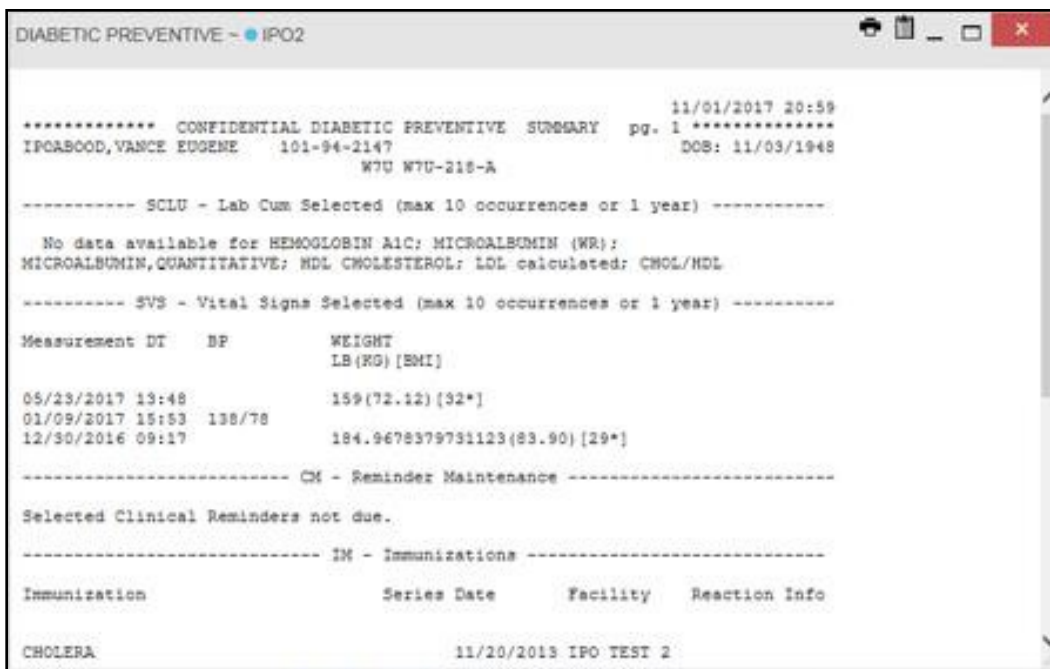 DIABETIC PREVENTIVE ~ IPO2
11/01/2017 20:59
************* CONFIDENTIAL DIABETIC PREVENTIVE SUMMARY pg. 1 **************
IPOABOOD,VANCE EUGENE 101-94-2147 DOB: 11/03/1948
W7U W7U-218-A
----------- SCLU - Lab Cum Selected (max 10 occurrences or 1 year) -----------
No data available for HEMOGLOBIN A1C; MICROALBUMIN (WR);
MICROALBUMIN,QUANTITATIVE; HDL CHOLESTEROL; LDL calculated; CHOL/HDL
---------- SVS - Vital Signs Selected (max 10 occurrences or 1 year) ----------
Measurement DT BP WEIGHT
LB(KG)[BMI]
05/23/2017 13:48 159(72.12)[32*]
01/09/2017 15:53 138/78
12/30/2016 09:17 184.9678379731123(83.90)[29*]
-------------------------- CM - Reminder Maintenance --------------------------
Selected Clinical Reminders not due.
----------------------------- IM - Immunizations -----------------------------
Immunization Series Date Facility Reaction Info
CHOLERA 11/20/2013 IPO TEST 2